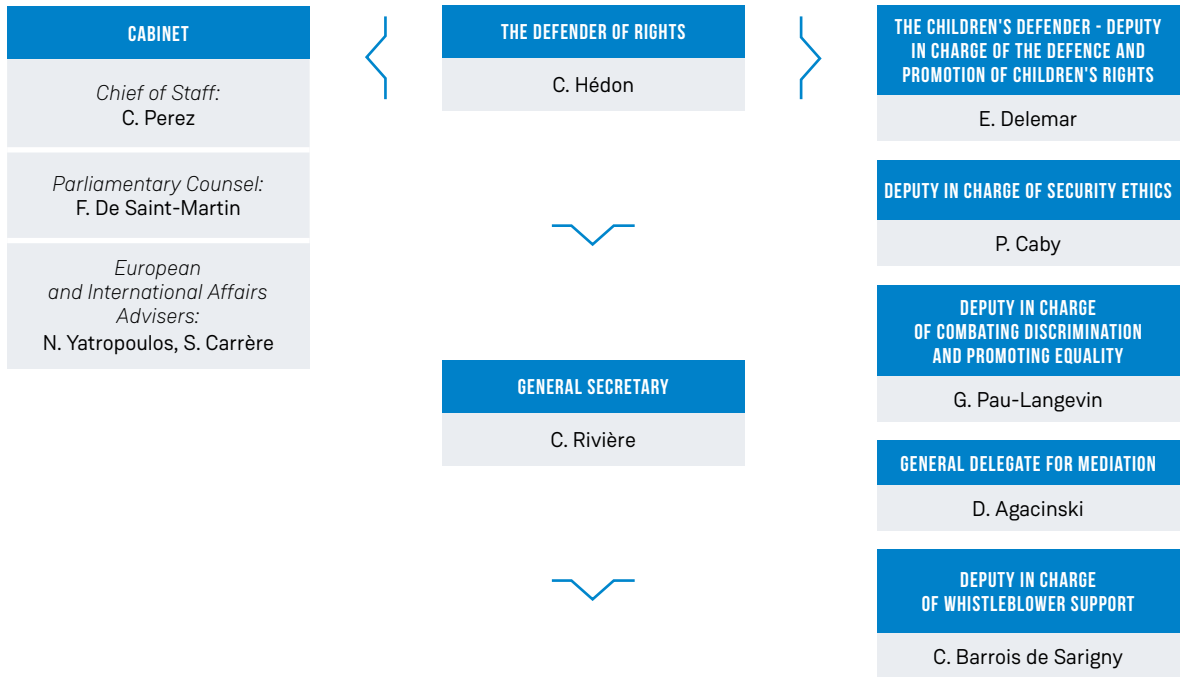 CABINET
Chief of Staff:
C. Perez
Parliamentary Counsel:
F. De Saint-Martin
European
and International Affairs
Advisers:
N. Yatropoulos, S. Carrère
THE DEFENDER OF RIGHTS
C. Hédon
GENERAL SECRETARY
C. Rivière
THE CHILDREN'S DEFENDER - DEPUTY
IN CHARGE OF THE DEFENCE AND
PROMOTION OF CHILDREN'S RIGHTS
E. Delemar
DEPUTY IN CHARGE OF SECURITY ETHICS
P. Caby
DEPUTY IN CHARGE
OF COMBATING DISCRIMINATION
AND PROMOTING EQUALITY
G. Pau-Langevin
GENERAL DELEGATE FOR MEDIATION
D. Agacinski
DEPUTY IN CHARGE
OF WHISTLEBLOWER SUPPORT
C. Barrois de Sarigny